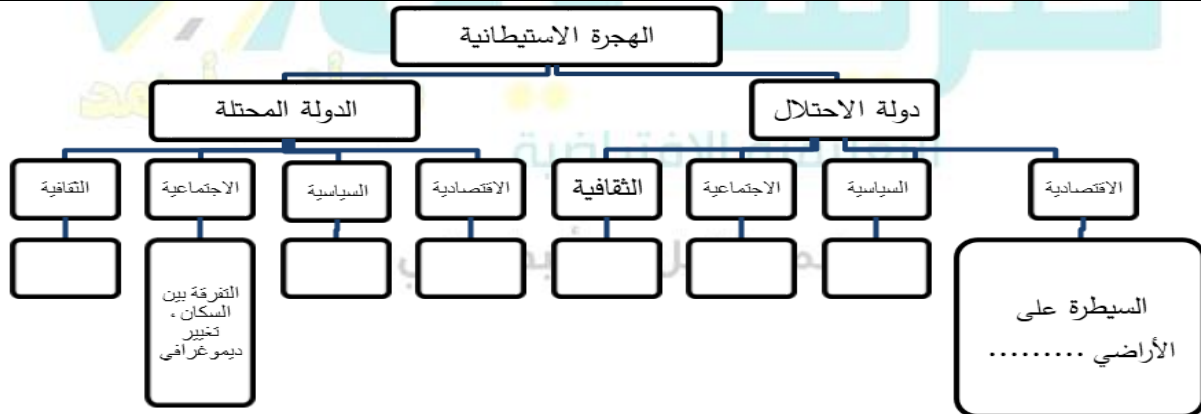 الهجرة الاستيطانية
دولة الاحتلال
الدولة المحتلة
الاقتصادية
السياسية
الاجتماعية
الثقافية
الاقتصادية
السياسية
الاجتماعية
الثقافية
السيطرة على
الأراضي .........
التفرقة بين
السكان ،
تغيير
ديموغرافي